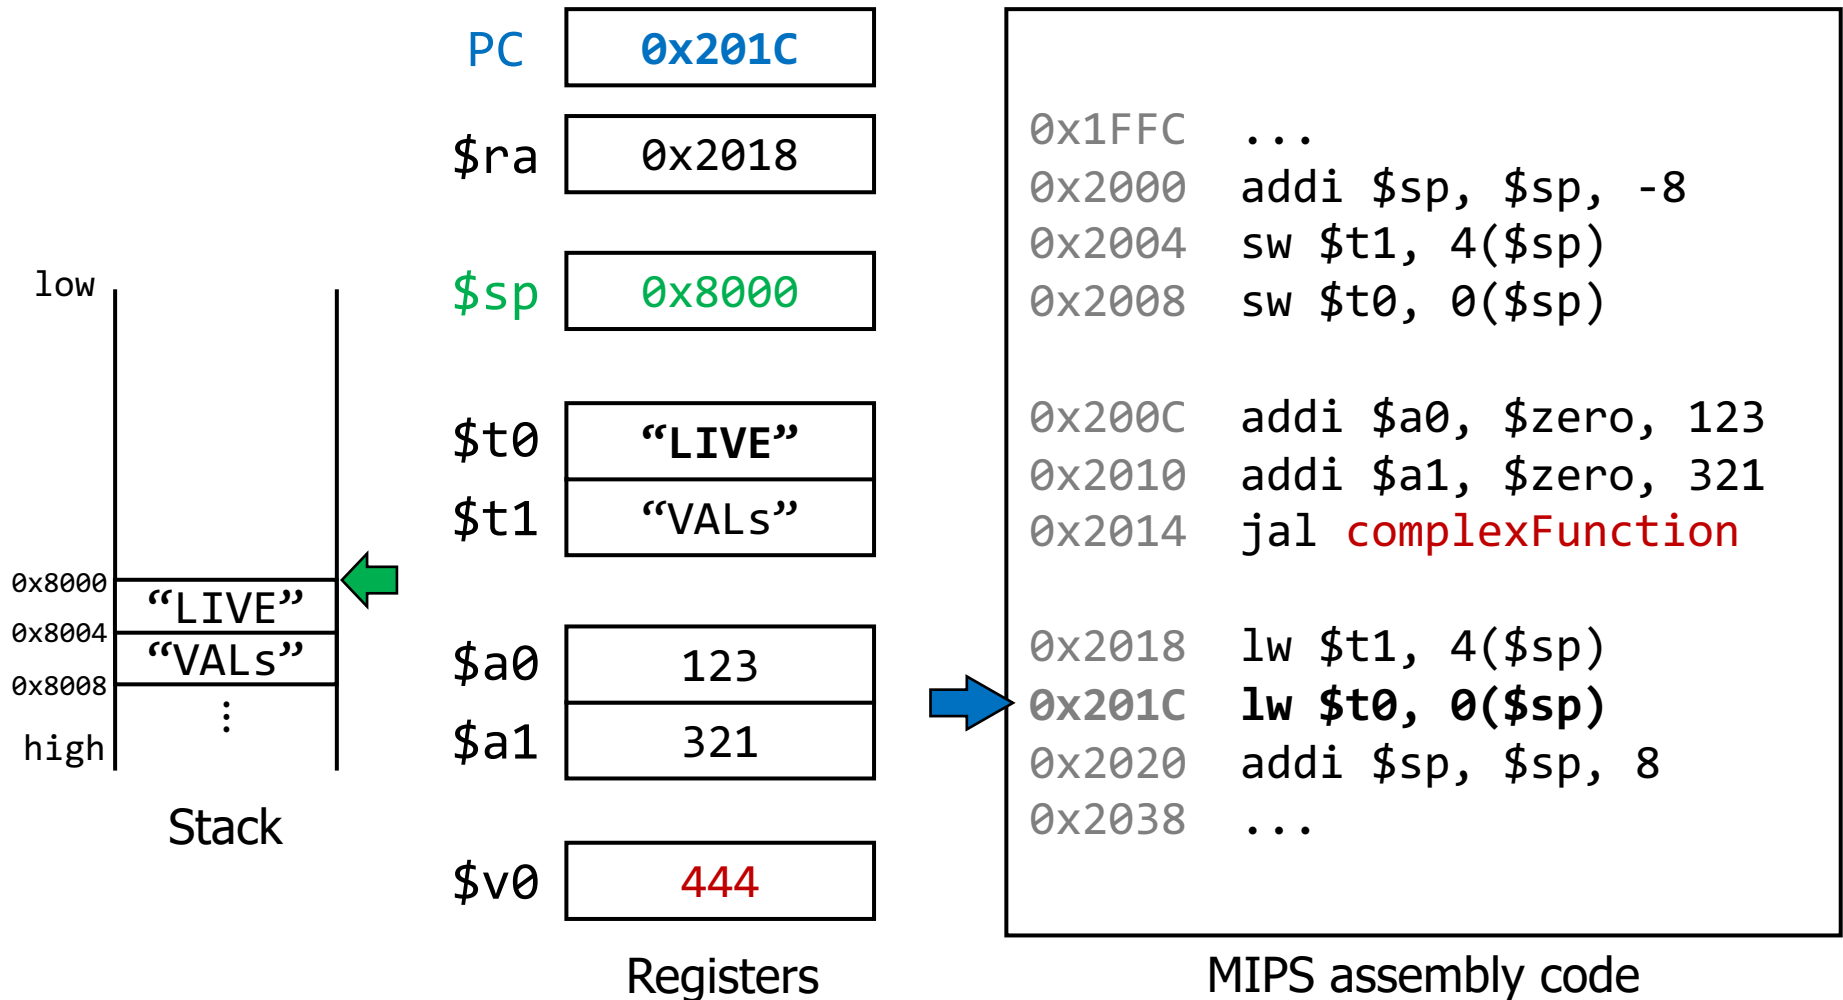 PC 0x201C
$ra 0x2018
$sp 0x8000
$t0 “LIVE”
$t1 “VALs”
$a0 123
$a1 321
$v0 444
Registers
low
0x8000
“LIVE”
0x8004
“VALs”
0x8008
⋮
high
Stack
0x1FFC ...
0x2000 addi $sp, $sp, -8
0x2004 sw $t1, 4($sp)
0x2008 sw $t0, 0($sp)
0x200C addi $a0, $zero, 123
0x2010 addi $a1, $zero, 321
0x2014 jal complexFunction
0x2018 lw $t1, 4($sp)
0x201C lw $t0, 0($sp)
0x2020 addi $sp, $sp, 8
0x2038 ...
MIPS assembly code